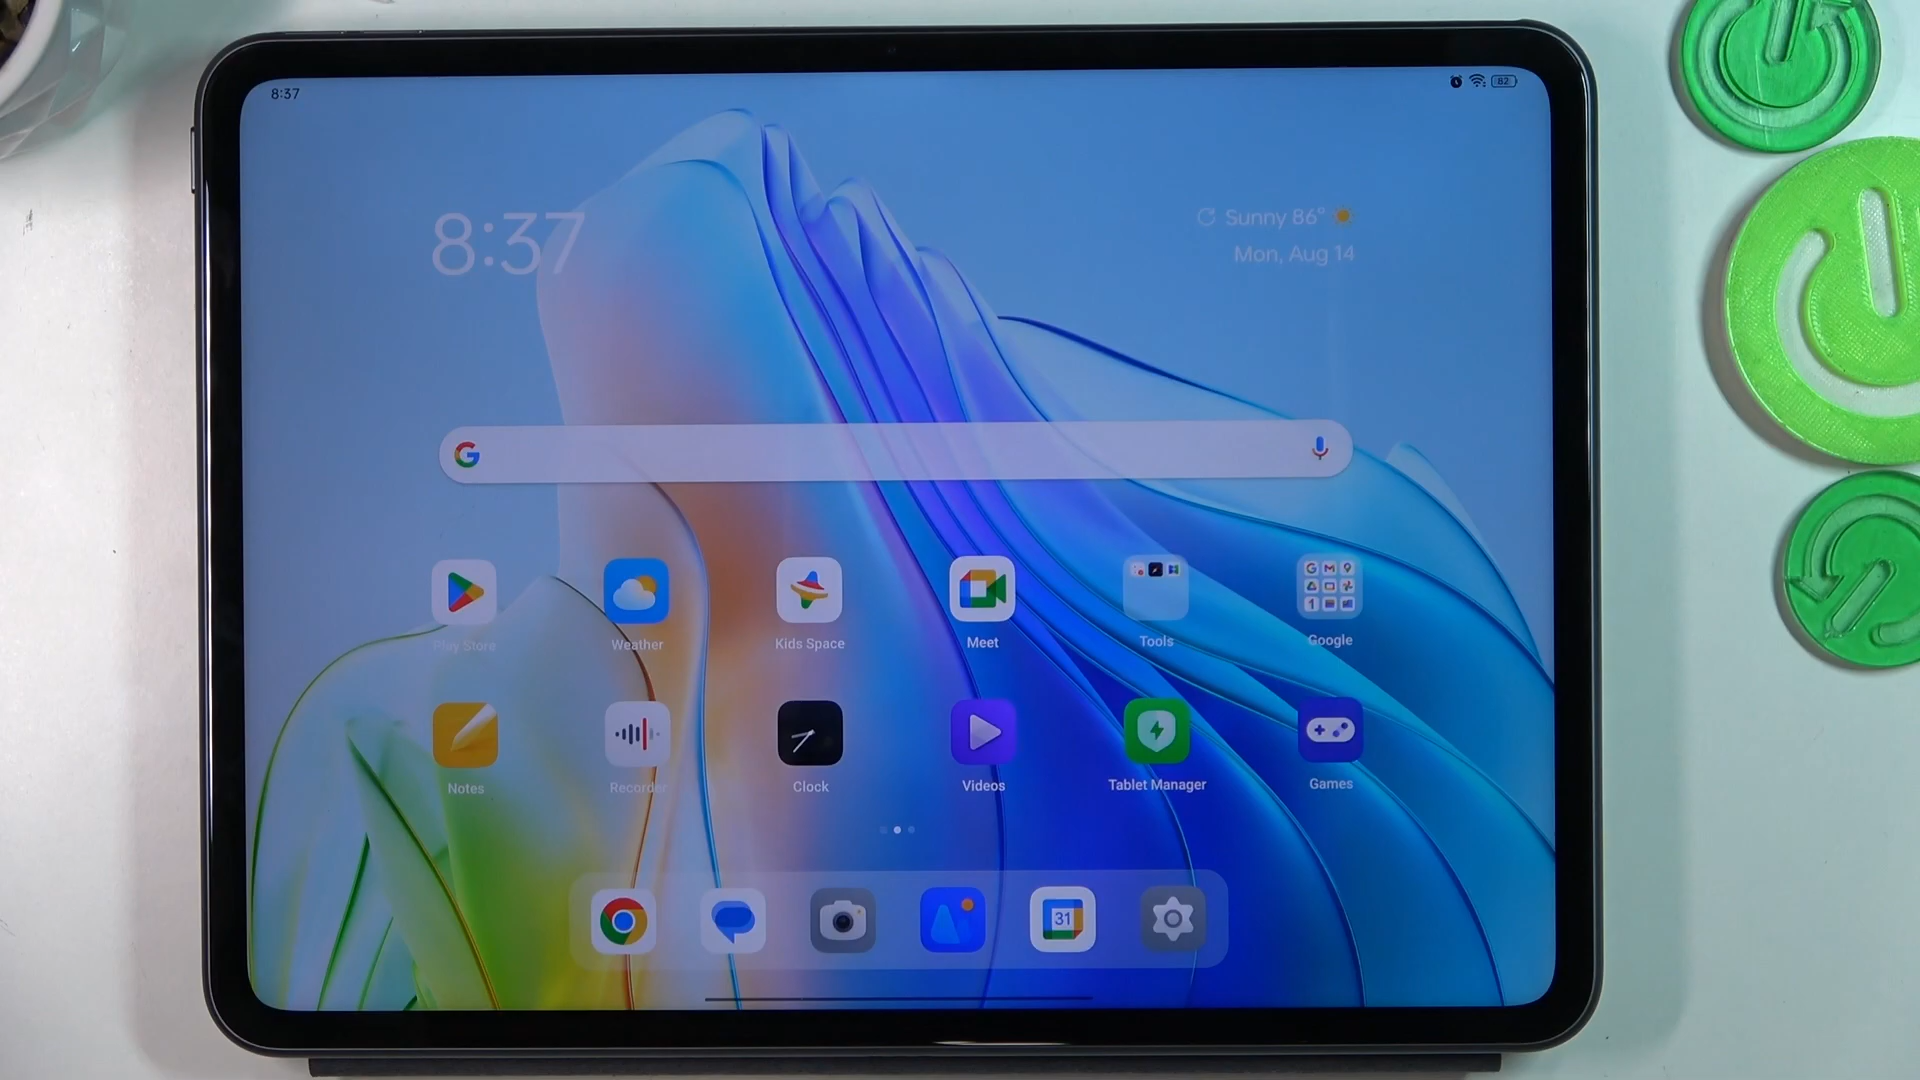 8:37
82
8:37
Sunny 86°
Mon, Aug 14
G
Play Store
Weather
Kids Space
Meet
Tools
Google
Notes
Recorder
Clock
Videos
Tablet Manager
Games
31